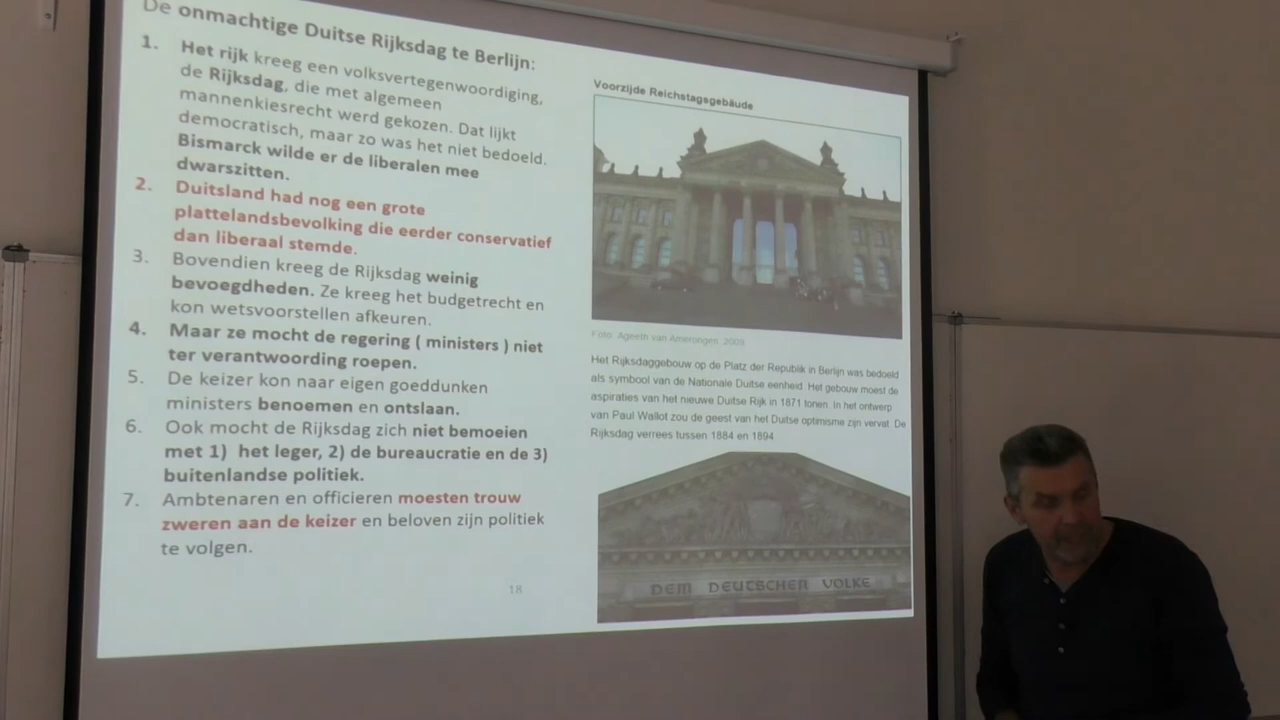 De onmachtige Duitse Rijksdag te Berlijn:
1. Het rijk kreeg een volksvertegenwoordiging,
de Rijksdag, die met algemeen
mannenkiesrecht werd gekozen. Dat lijkt
democratisch, maar zo was het niet bedoeld.
Bismarck wilde er de liberalen mee
dwarszitten.
2. Duitsland had nog een grote
plattelandsbevolking die eerder conservatief
dan liberaal stemde.
3. Bovendien kreeg de Rijksdag weinig
bevoegdheden. Ze kreeg het budgetrecht en
kon wetsvoorstellen afkeuren.
4. Maar ze mocht de regering ( ministers ) niet
ter verantwoording roepen.
5. De keizer kon naar eigen goeddunken
ministers benoemen en ontslaan.
6. Ook mocht de Rijksdag zich niet bemoeien
met 1) het leger, 2) de bureaucratie en de 3)
buitenlandse politiek.
7. Ambtenaren en officieren moesten trouw
zweren aan de keizer en beloven zijn politiek
te volgen.
18
Voorzijde Reichstagsgebäude
Foto: Ageeth van Amerongen, 2009
Het Rijksdaggebouw op de Platz der Republik in Berlijn was bedoeld
als symbool van de Nationale Duitse eenheid. Het gebouw moest de
aspiraties van het nieuwe Duitse Rijk in 1871 tonen. In het ontwerp
van Paul Wallot zou de geest van het Duitse optimisme zijn vervat. De
Rijksdag verrees tussen 1884 en 1894
DEM DEUTSCHEN VOLKE